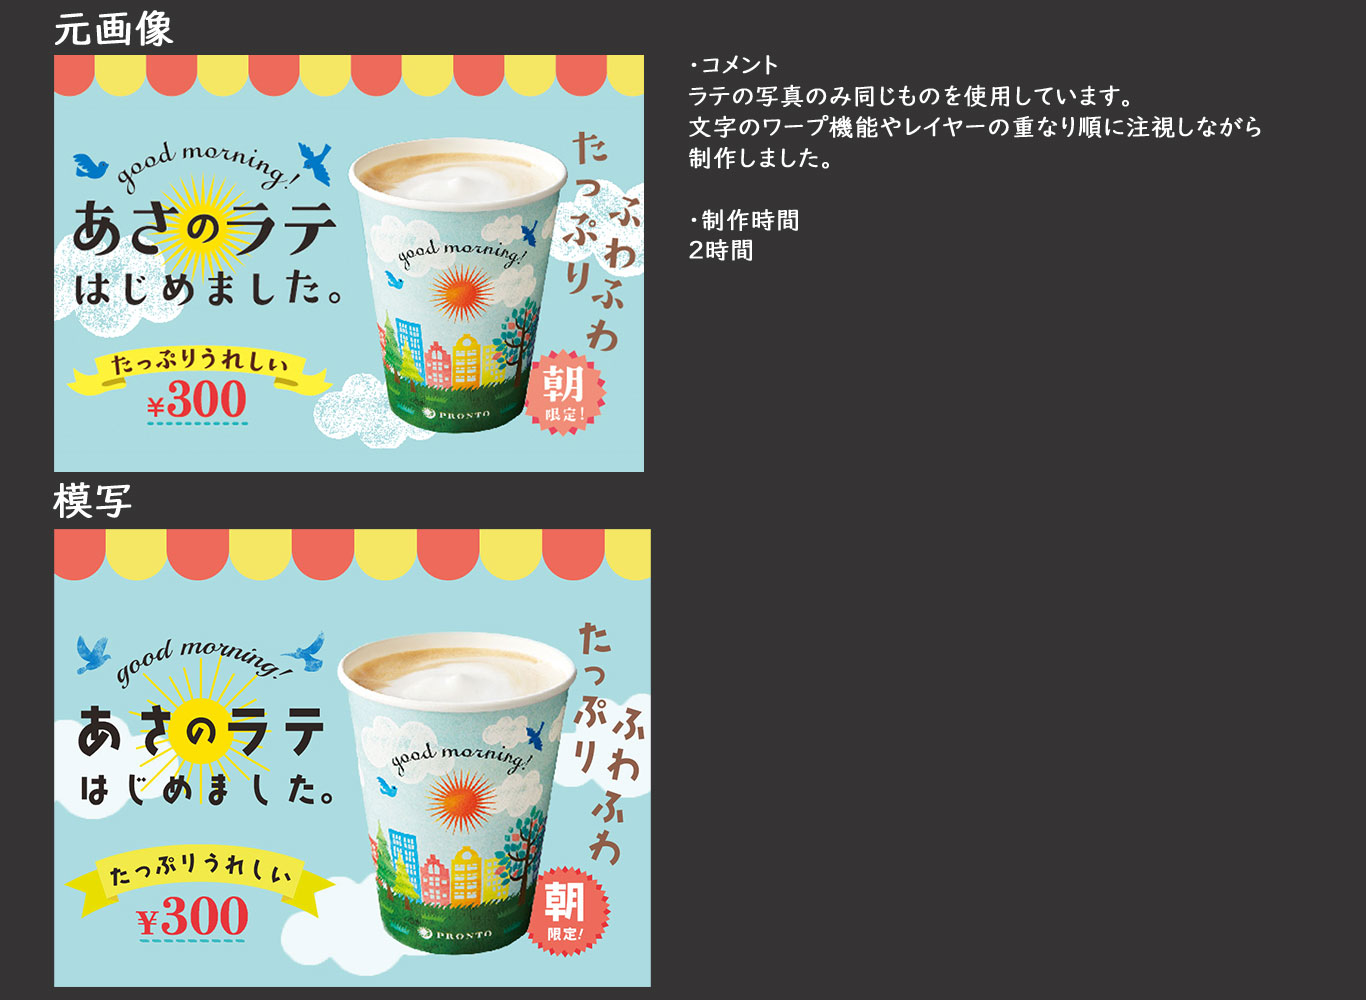 元画像
good morning!
あさのラテ
はじめました。
たっぷりうれしい
¥300
good morning!
PRONTO
たっぷり
ふわふわ
朝
限定!
・コメント
ラテの写真のみ同じものを使用しています。
文字のワープ機能やレイヤーの重なり順に注視しながら
制作しました。
・制作時間
2時間
模写
good morning!
あさのラテ
はじめました。
たっぷりうれしい
¥300
good morning!
PRONTO
たっぷり
ふわふわ
朝
限定!